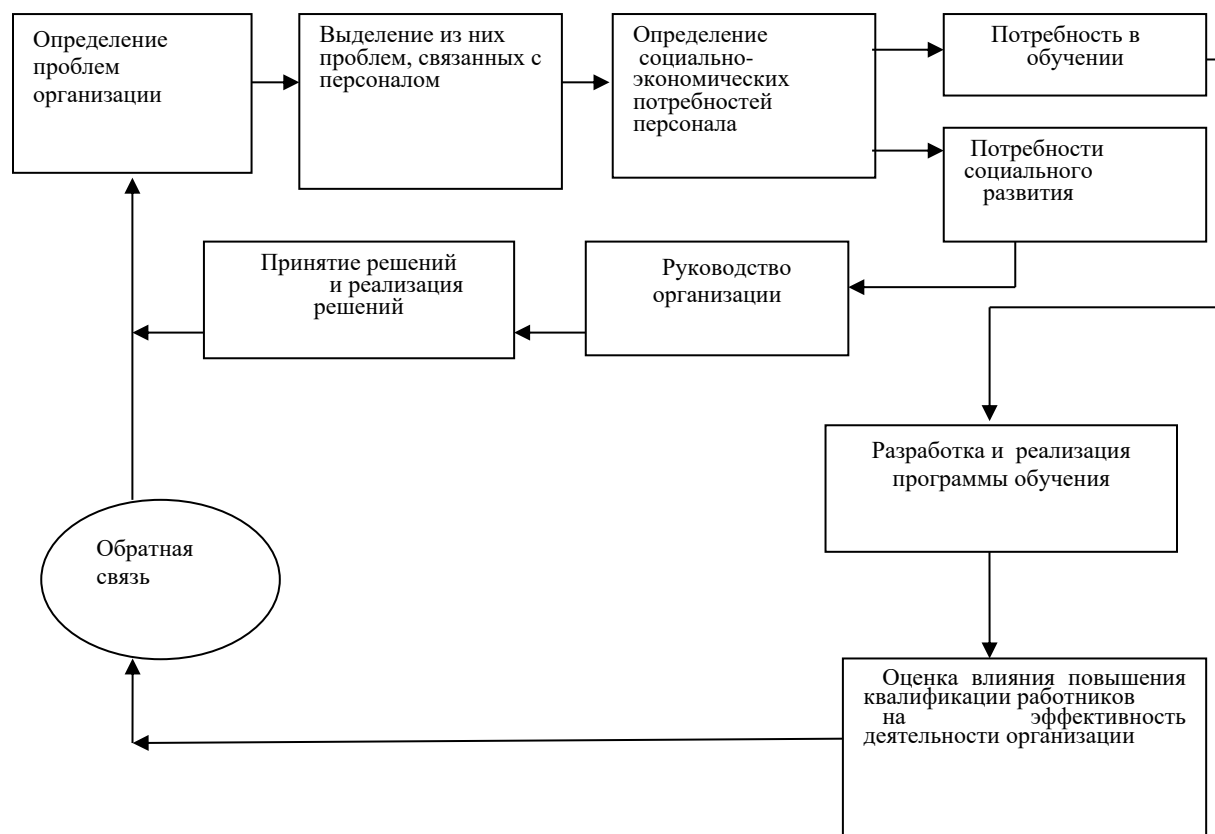 Определение
проблем
организации
Выделение из них
проблем, связанных с
персоналом
Определение
социально-
экономических
потребностей
персонала
Потребность в
обучении
Потребности
социального
развития
Принятие решений
и реализация
решений
Руководство
организации
Разработка и реализация
программы обучения
Обратная
связь
Оценка влияния повышения
квалификации работников
на эффективность
деятельности организации